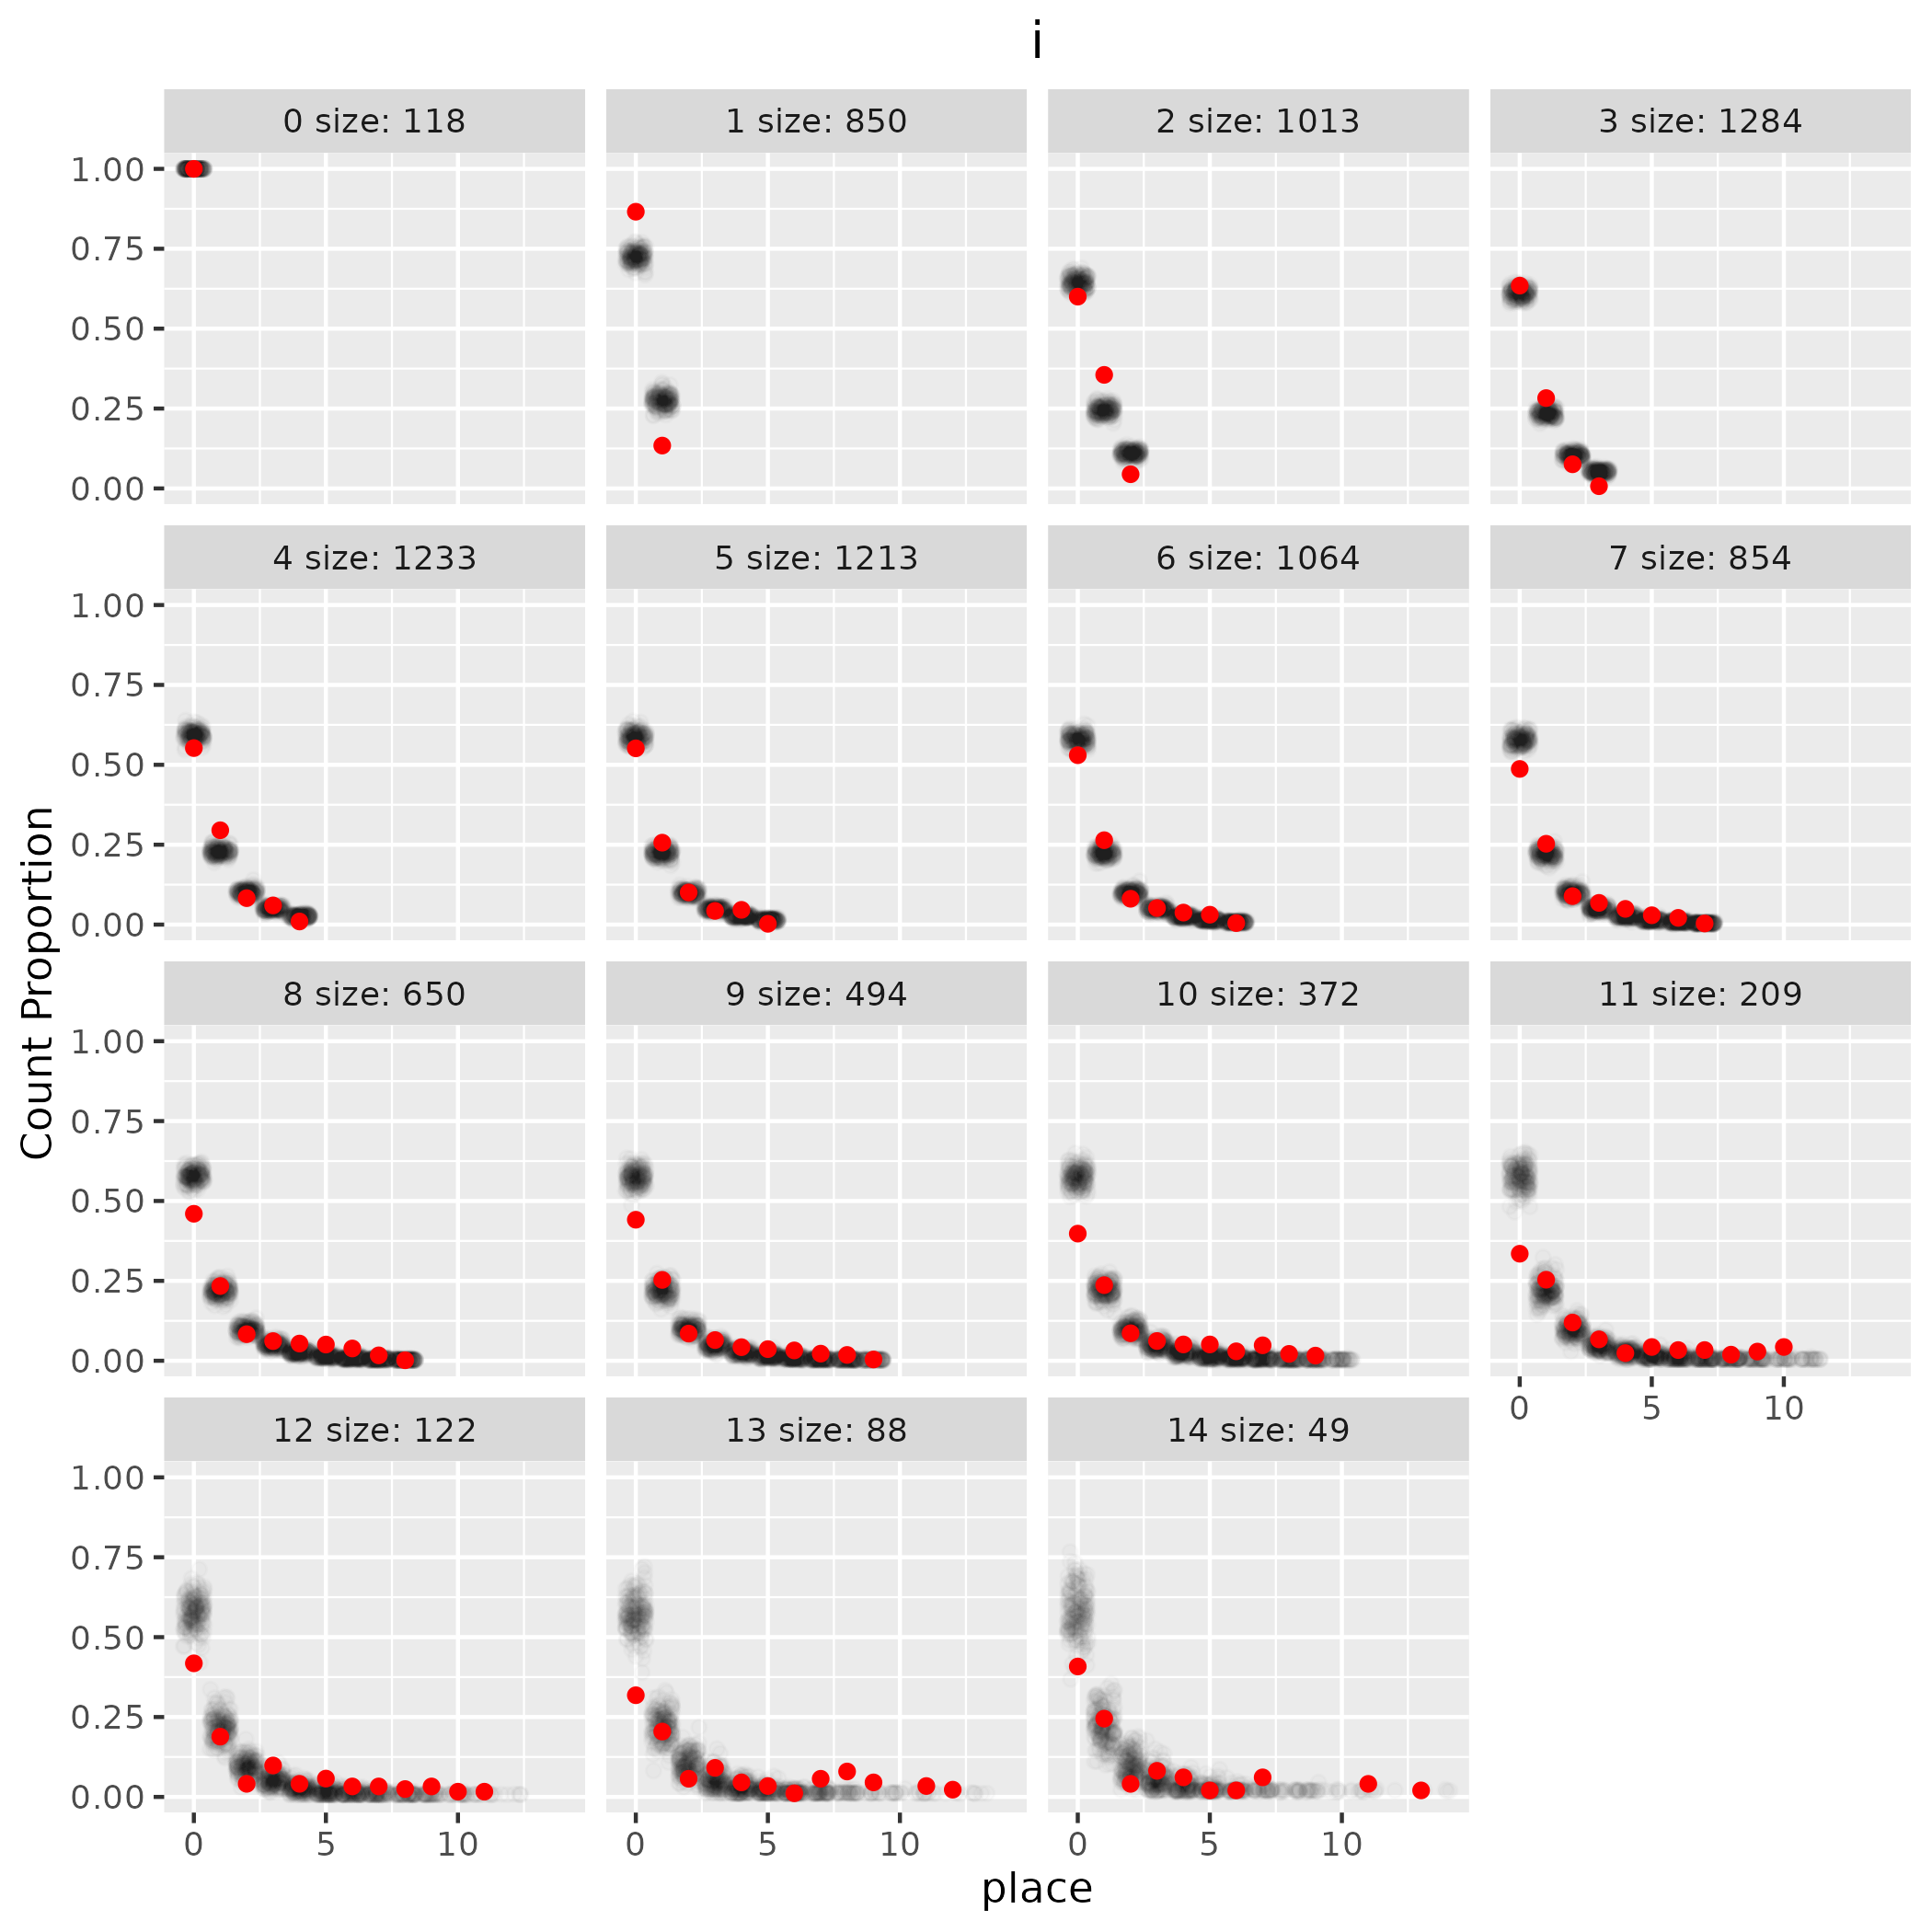 i
0 size: 118
1 size: 850
2 size: 1013
3 size: 1284
1.00
0.75
0.50
0.25
0.00
4 size: 1233
5 size: 1213
6 size: 1064
7 size: 854
1.00
0.75
0.50
0.25
0.00
Count Proportion
8 size: 650
9 size: 494
10 size: 372
11 size: 209
1.00
0.75
0.50
0.25
0.00
0 5 10
12 size: 122
13 size: 88
14 size: 49
1.00
0.75
0.50
0.25
0.00
0 5 10
0 5 10
0 5 10
place